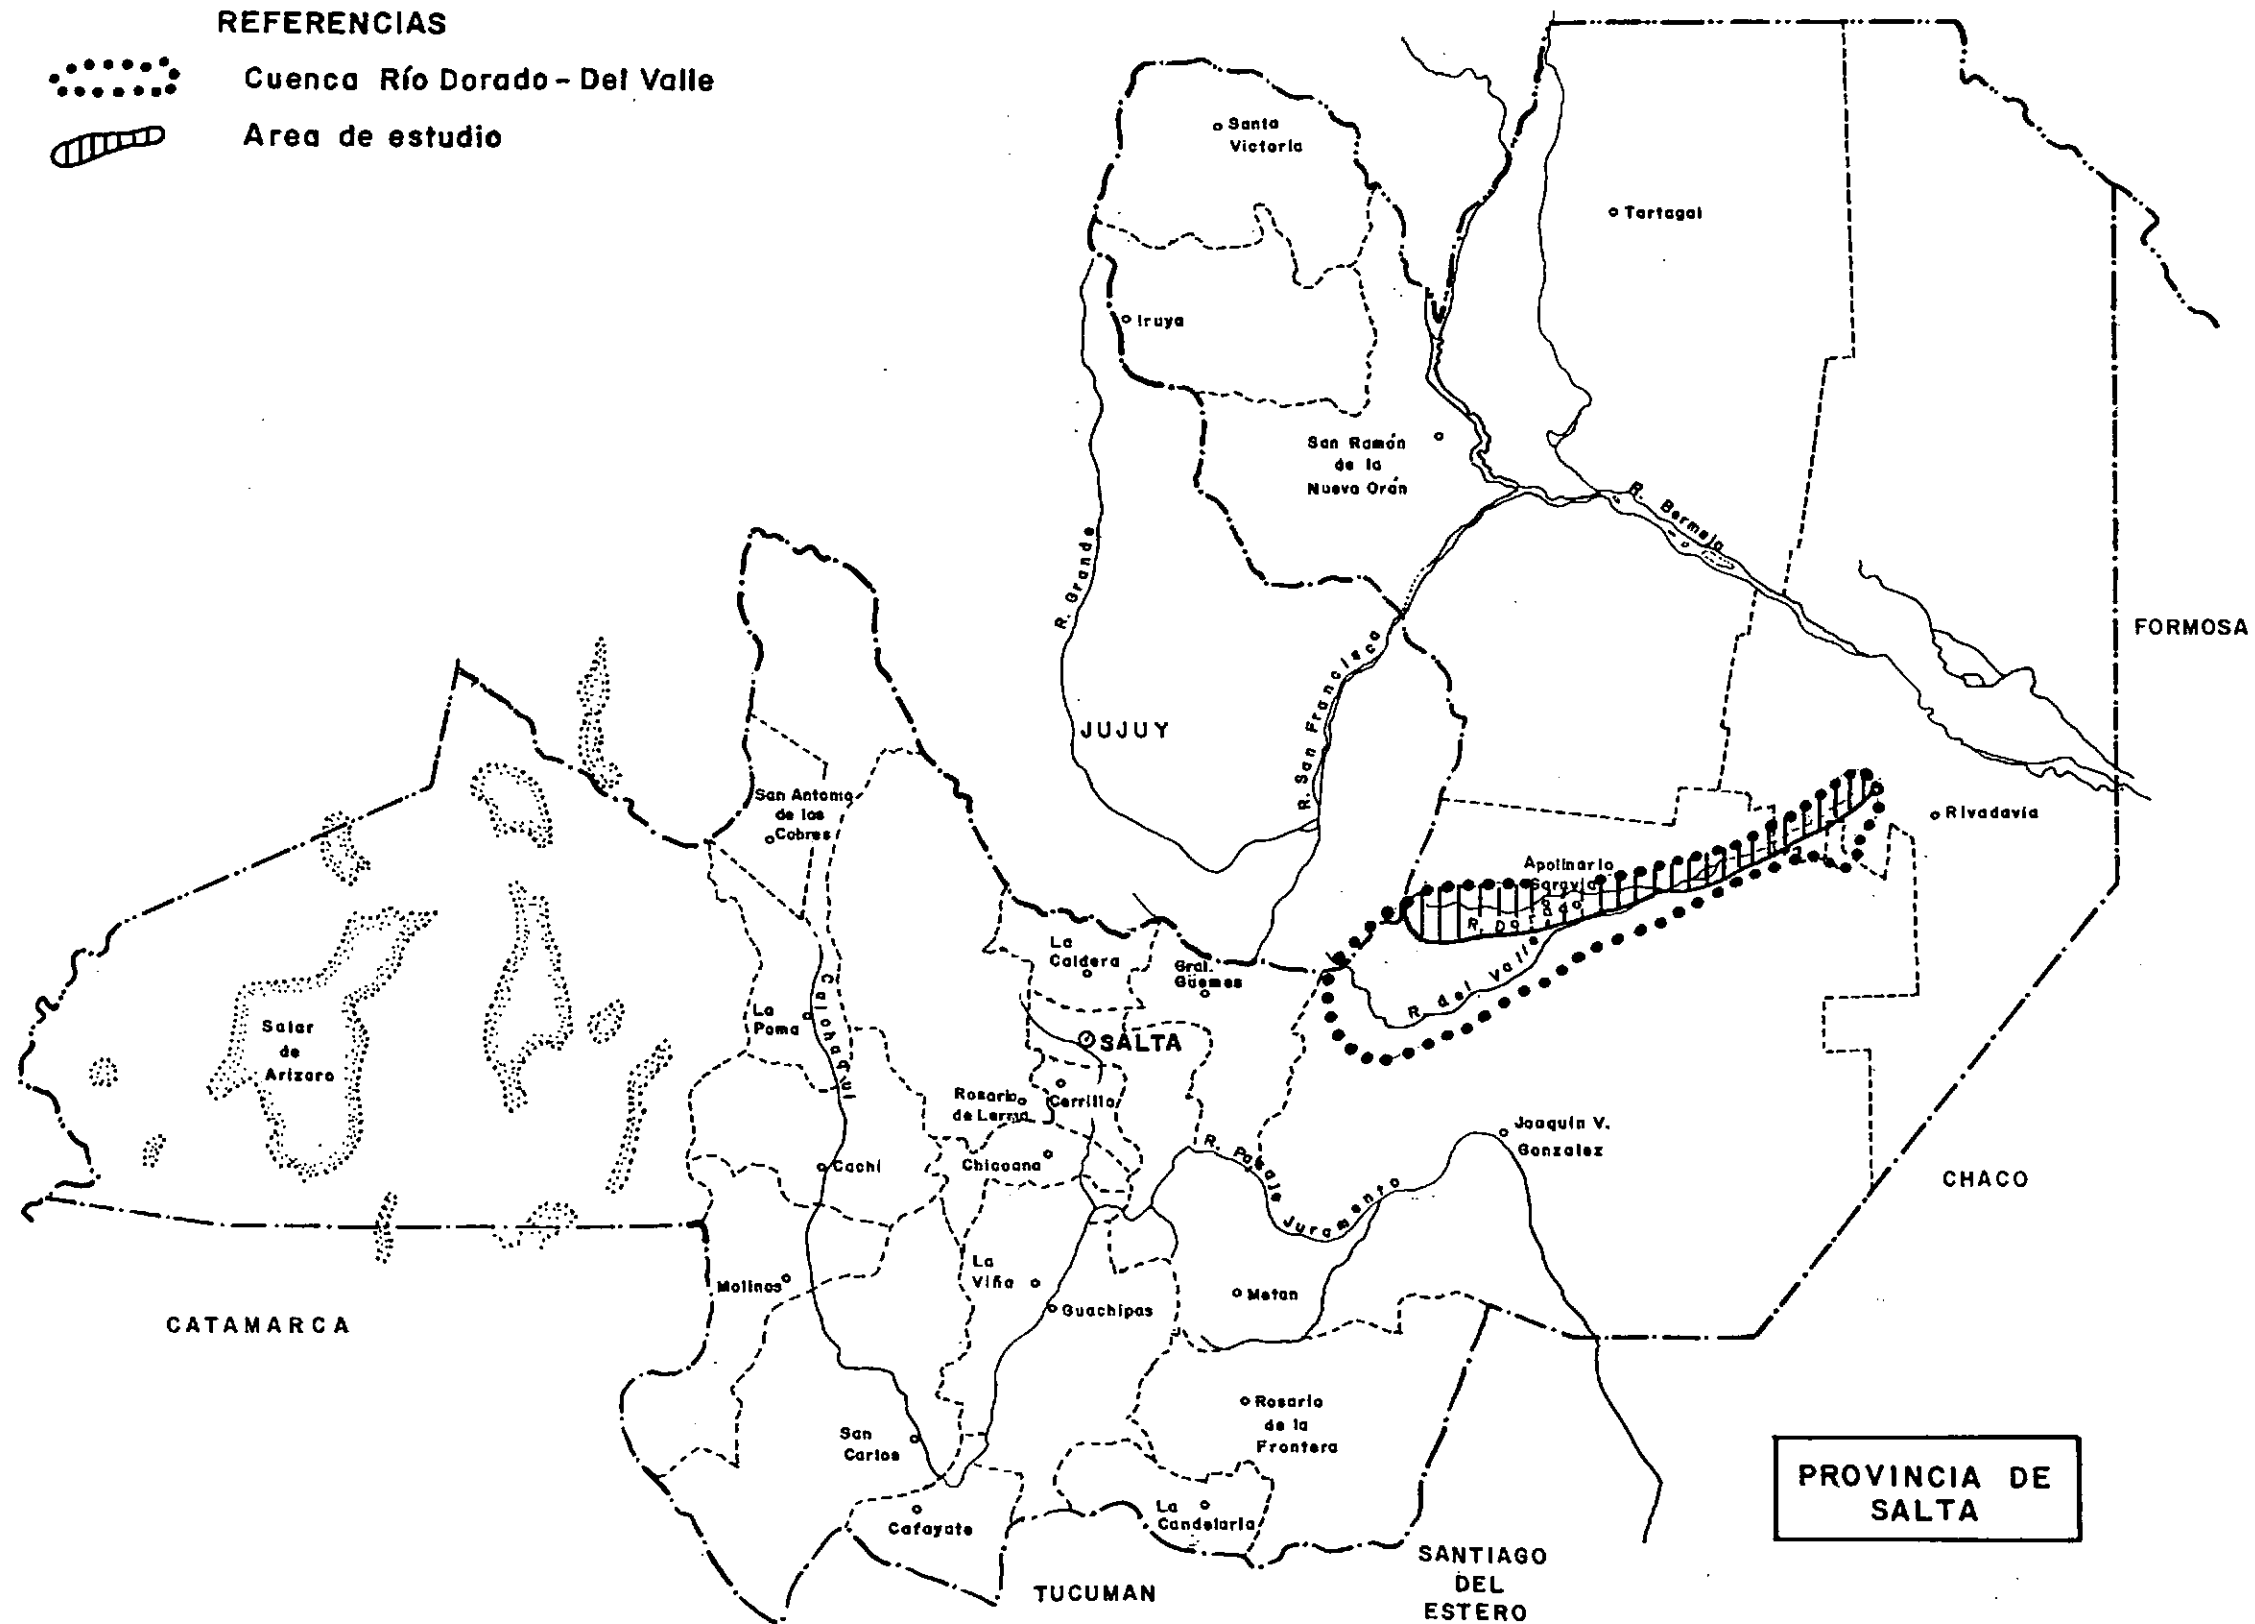 REFERENCIAS
Cuenca Río Dorado - Del Valle
Area de estudio
Santa
Victoria
Tartagal
Iruya
San Ramón
de la
Nueva Orán
R. Bermejo
R. Grande
FORMOSA
R. San Francisco
JUJUY
San Antonio
de los
Cobres
Rivadavia
Apolinario
Saravia
R. Dorado
La
Caldera
Gral.
Güemes
R. del Valle
Calchaquí
La
Poma
SALTA
Salar
de
Arizaro
Rosario
de Lerma
Cerrillo
Joaquín V.
Gonzalez
R. Pasaje
Juramento
Cachi
Chicoana
CHACO
Molinos
La
Viña
Metan
Guachipas
CATAMARCA
Rosario
de la
Frontera
San
Carlos
PROVINCIA DE
SALTA
Cafayate
La
Candelaria
TUCUMAN
SANTIAGO
DEL
ESTERO